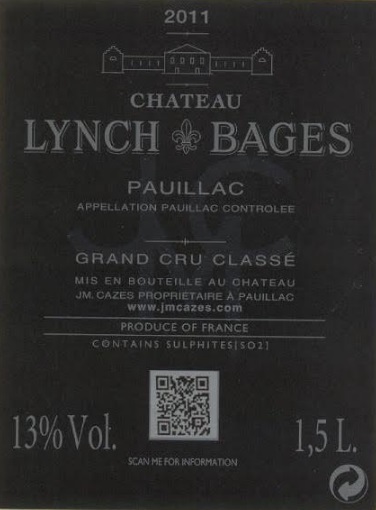 2011
CHATEAU
LYNCH BAGES
PAUILLAC
APPELLATION PAUILLAC CONTROLEE
JMC
GRAND CRU CLASSÉ
MIS EN BOUTEILLE AU CHATEAU
JM. CAZES PROPRIÉTAIRE À PAUILLAC
www.jmcazes.com
PRODUCE OF FRANCE
CONTAINS SULPHITES[SO2]
13% Vol.
1,5 L.
SCAN ME FOR INFORMATION